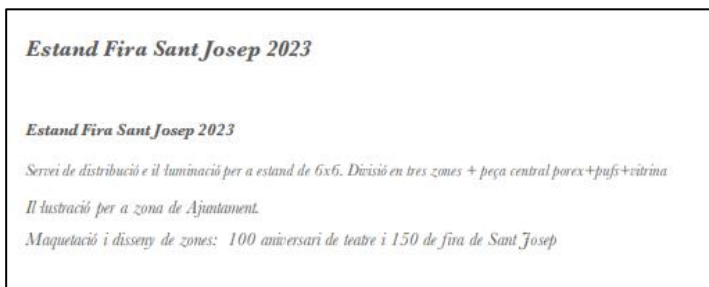 Estand Fira Sant Josep 2023
Estand Fira Sant Josep 2023
Servei de distribució e il·luminació per a estand de 6x6. Divisió en tres zones + peça central porex+pufs+vitrina
Il·lustració per a zona de Ajuntament.
Maquetació i disseny de zones: 100 aniversari de teatre i 150 de fira de Sant Josep